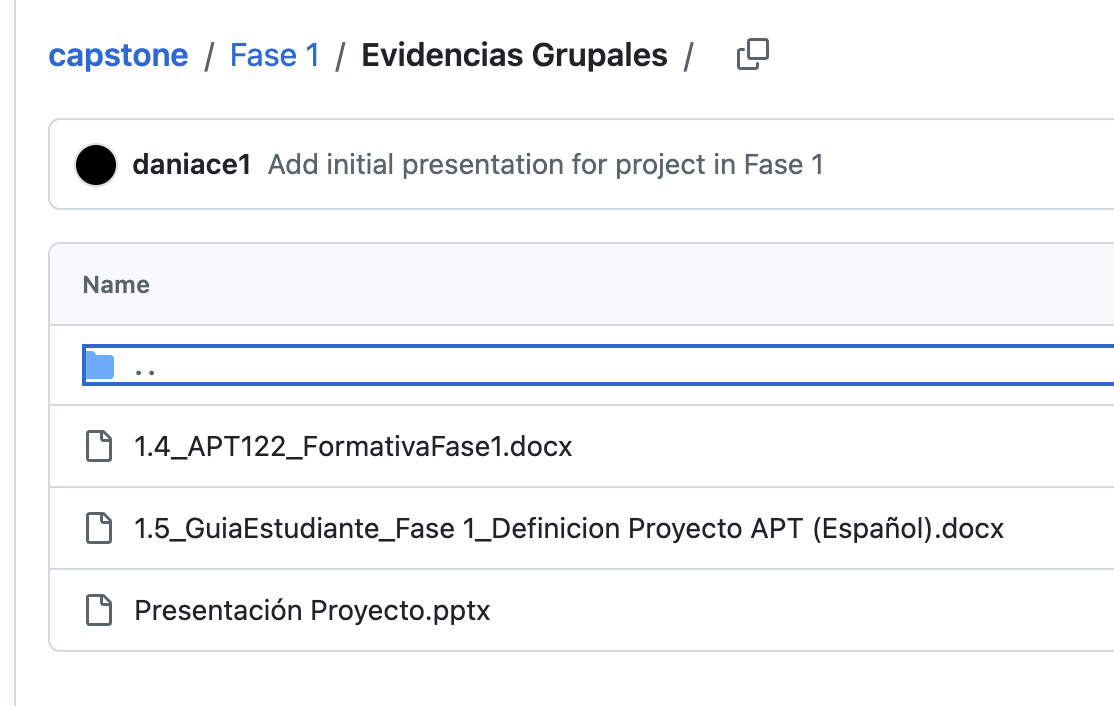 capstone / Fase 1 / Evidencias Grupales /
daniace1 Add initial presentation for project in Fase 1
Name
..
1.4_APT122_FormativaFase1.docx
1.5_GuiaEstudiante_Fase 1_Definicion Proyecto APT (Español).docx
Presentación Proyecto.pptx